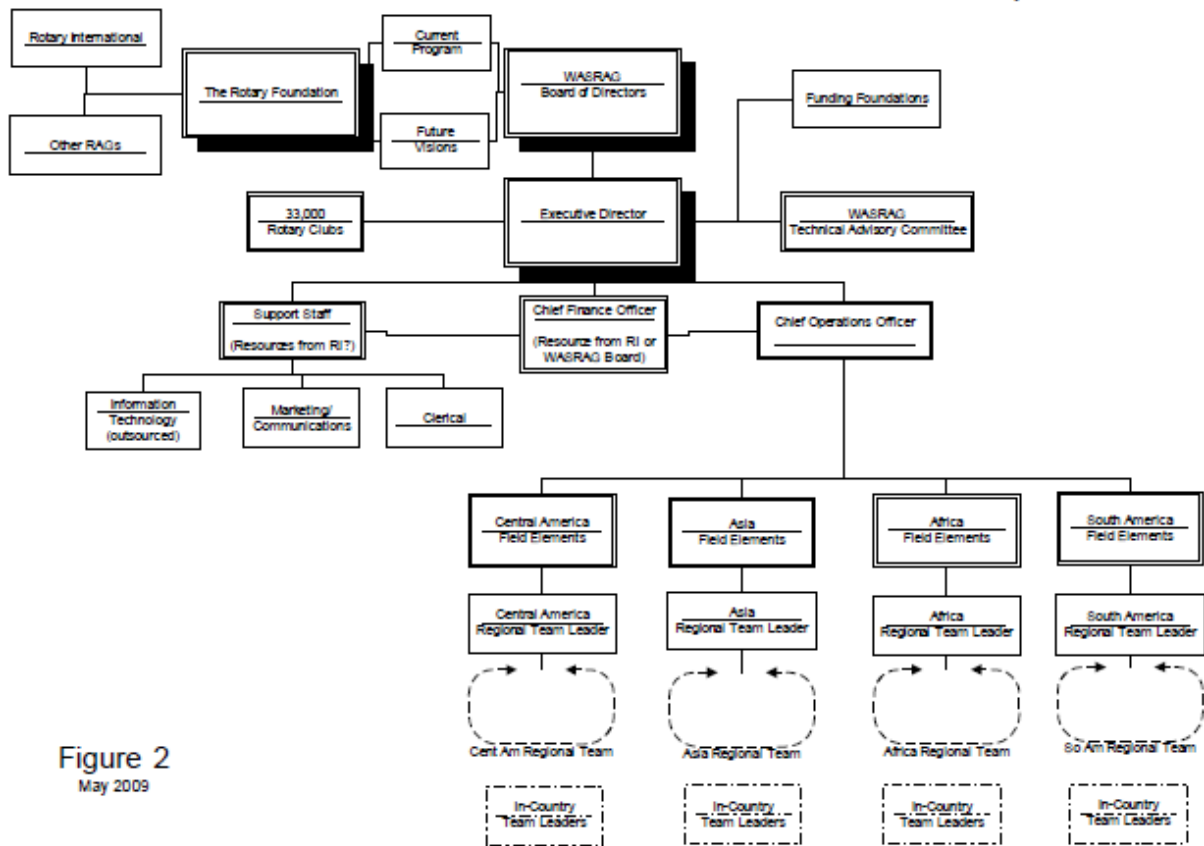 Rotary International
Current
Program
WASRAG
Board of Directors
The Rotary Foundation
Funding Foundations
Other RAGs
Future
Visions
33,000
Rotary Clubs
Executive Director
WASRAG
Technical Advisory Committee
Support Staff
(Resources from RI?)
Chief Finance Officer
(Resource from RI or
WASRAG Board)
Chief Operations Officer
Information
Technology
(outsourced)
Marketing/
Communications
Clerical
Central America
Field Elements
Asia
Field Elements
Africa
Field Elements
South America
Field Elements
Central America
Regional Team Leader
Asia
Regional Team Leader
Africa
Regional Team Leader
South America
Regional Team Leader
Cent Am Regional Team
Asia Regional Team
Africa Regional Team
So Am Regional Team
Figure 2
May 2009
In-Country
Team Leaders
In-Country
Team Leaders
In-Country
Team Leaders
In-Country
Team Leaders